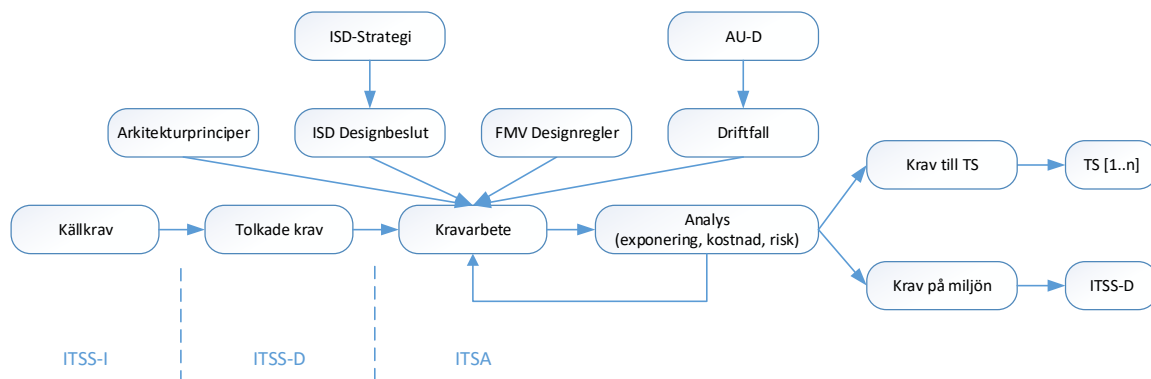 ISD-Strategi
AU-D
Arkitekturprinciper
ISD Designbeslut
FMV Designregler
Driftfall
Krav till TS
TS [1..n]
Källkrav
Tolkade krav
Kravarbete
Analys
(exponering, kostnad, risk)
Krav på miljön
ITSS-D
ITSS-I
ITSS-D
ITSA